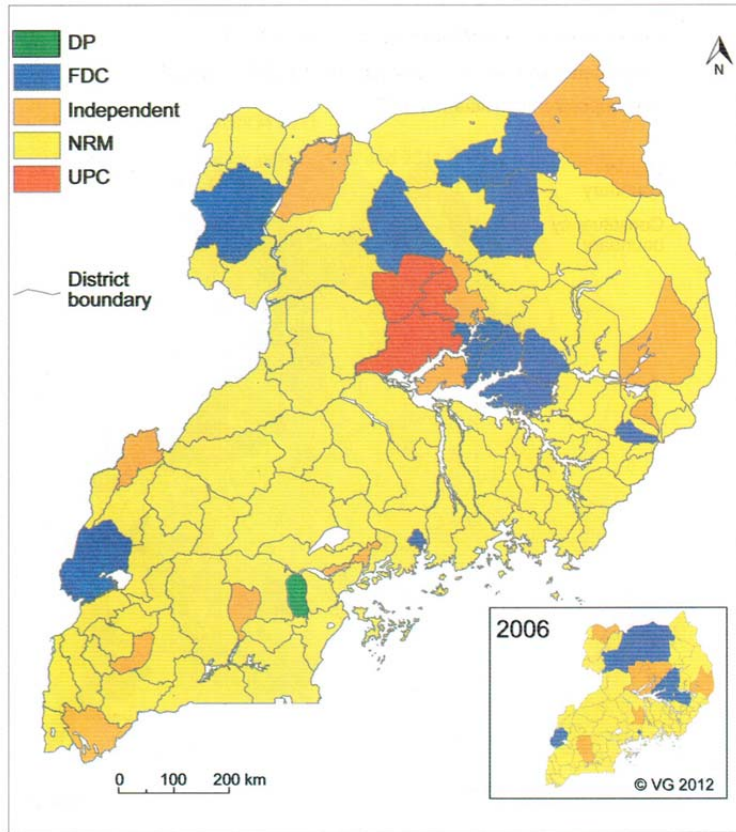 DP
FDC
Independent
NRM
UPC
District
boundary
N
0 100 200 km
2006
© VG 2012